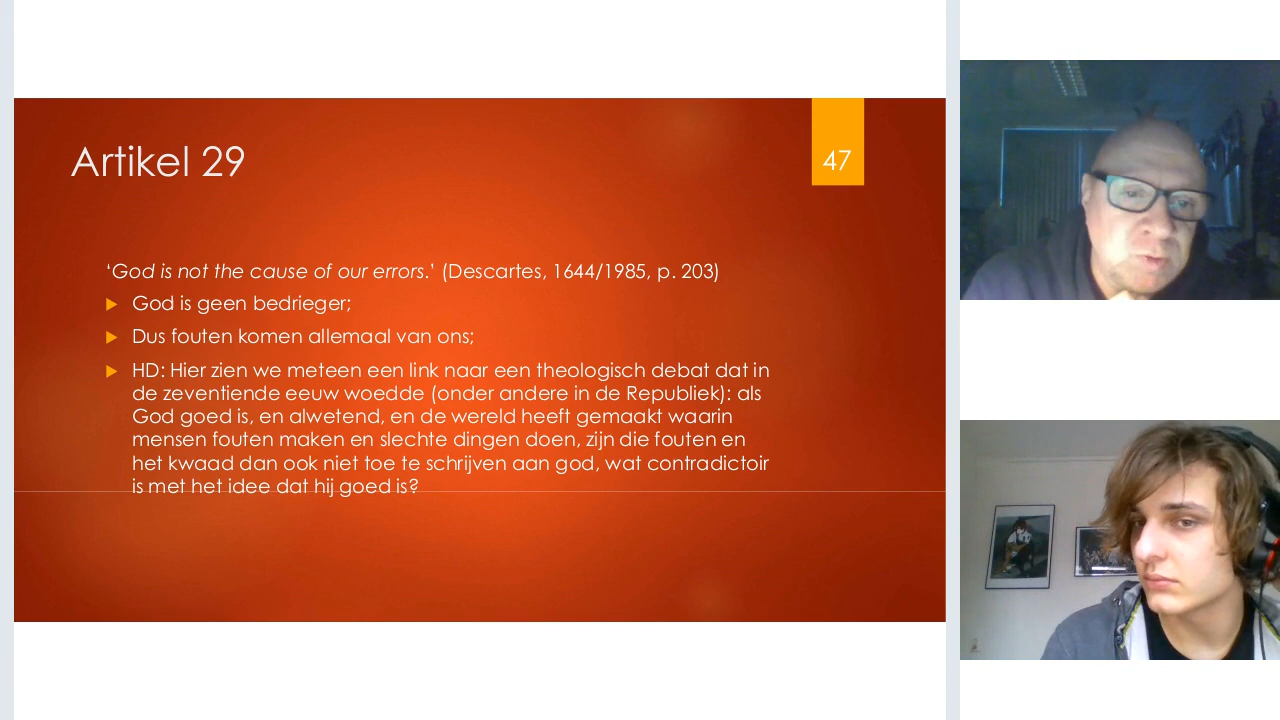 Artikel 29
47
‘God is not the cause of our errors.’ (Descartes, 1644/1985, p. 203)
God is geen bedrieger;
Dus fouten komen allemaal van ons;
HD: Hier zien we meteen een link naar een theologisch debat dat in
de zeventiende eeuw woedde (onder andere in de Republiek): als
God goed is, en alwetend, en de wereld heeft gemaakt waarin
mensen fouten maken en slechte dingen doen, zijn die fouten en
het kwaad dan ook niet toe te schrijven aan god, wat contradictoir
is met het idee dat hij goed is?